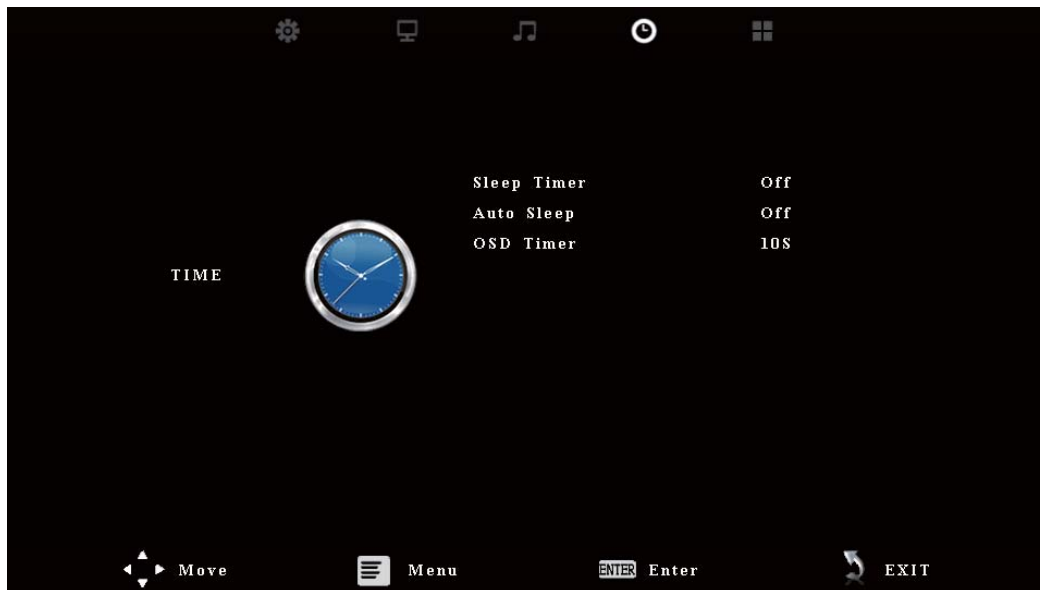 Sleep Timer Off
Auto Sleep Off
OSD Timer 10S
TIME
Move Menu ENTER Enter EXIT